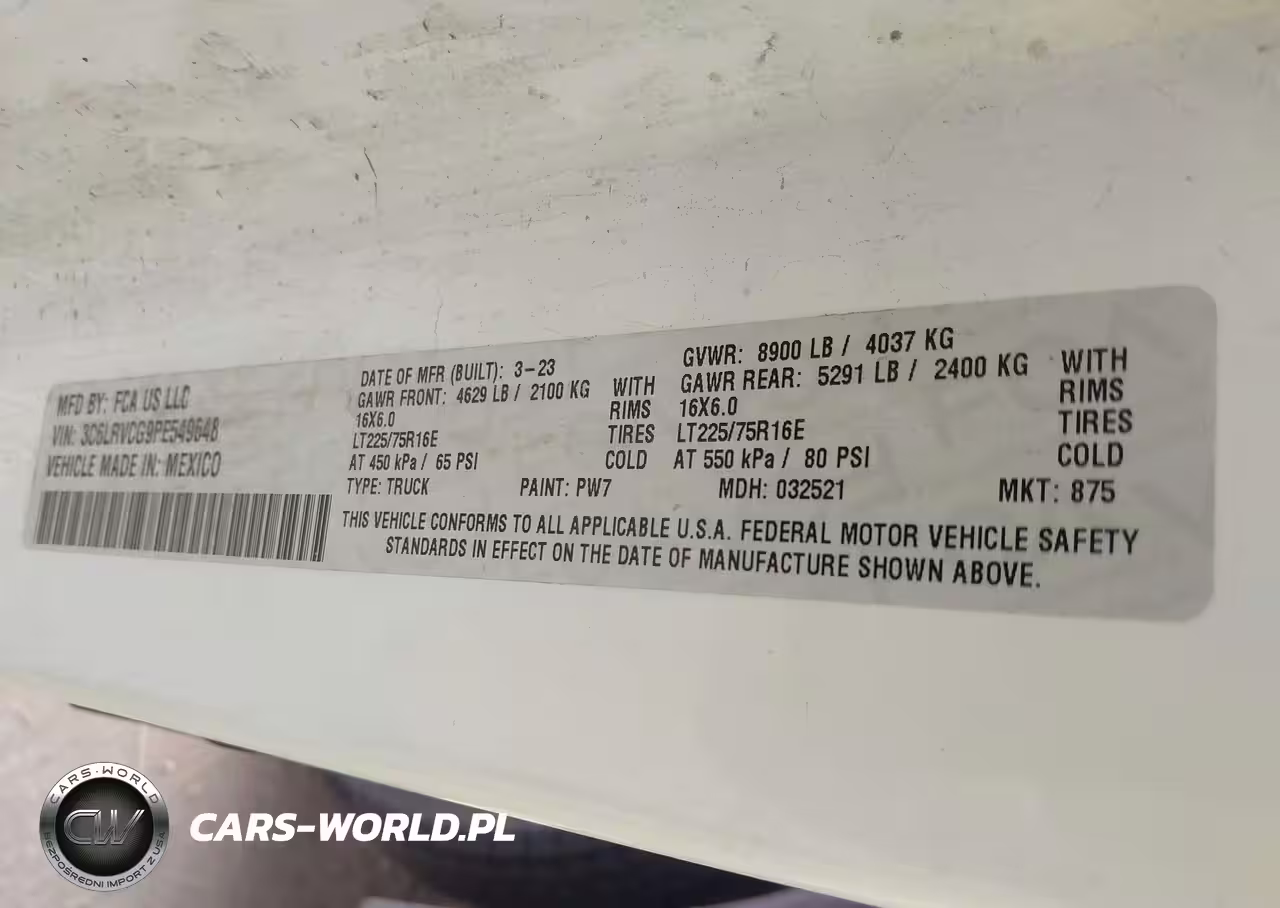 MFD BY: FCA US LLC
VIN: 3C6LRVCG9PE549648
VEHICLE MADE IN: MEXICO
DATE OF MFR (BUILT): 3-23
GAWR FRONT: 4629 LB / 2100 KG WITH
16X6.0 RIMS
LT225/75R16E TIRES
AT 450 kPa / 65 PSI COLD
GVWR: 8900 LB / 4037 KG
GAWR REAR: 5291 LB / 2400 KG WITH
16X6.0 RIMS
LT225/75R16E TIRES
AT 550 kPa / 80 PSI COLD
TYPE: TRUCK PAINT: PW7 MDH: 032521 MKT: 875
THIS VEHICLE CONFORMS TO ALL APPLICABLE U.S.A. FEDERAL MOTOR VEHICLE SAFETY
STANDARDS IN EFFECT ON THE DATE OF MANUFACTURE SHOWN ABOVE.
CARS-WORLD
CW
BEZPOŚREDNI IMPORT Z USA
CARS-WORLD.PL